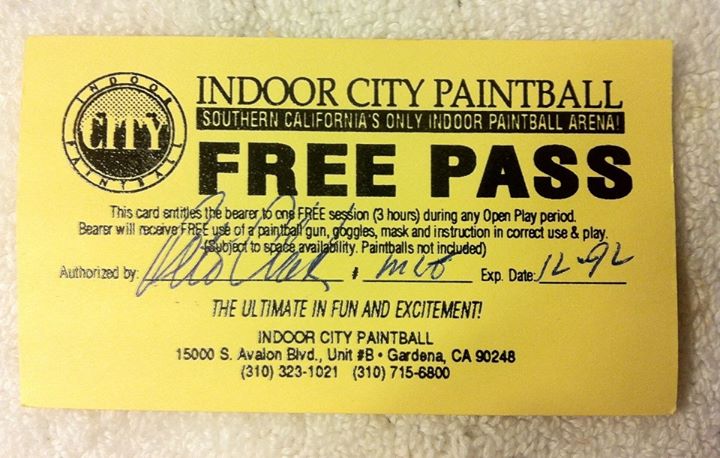 INDOOR
CITY
PAINTBALL
INDOOR CITY PAINTBALL
SOUTHERN CALIFORNIA'S ONLY INDOOR PAINTBALL ARENA!
FREE PASS
This card entitles the bearer to one FREE session (3 hours) during any Open Play period.
Bearer will receive FREE use of a paintball gun, goggles, mask and instruction in correct use & play.
(Subject to space availability. Paintballs not included)
Authorized by: # Exp. Date: 12-92
THE ULTIMATE IN FUN AND EXCITEMENT!
INDOOR CITY PAINTBALL
15000 S. Avalon Blvd., Unit #B • Gardena, CA 90248
(310) 323-1021 (310) 715-6800